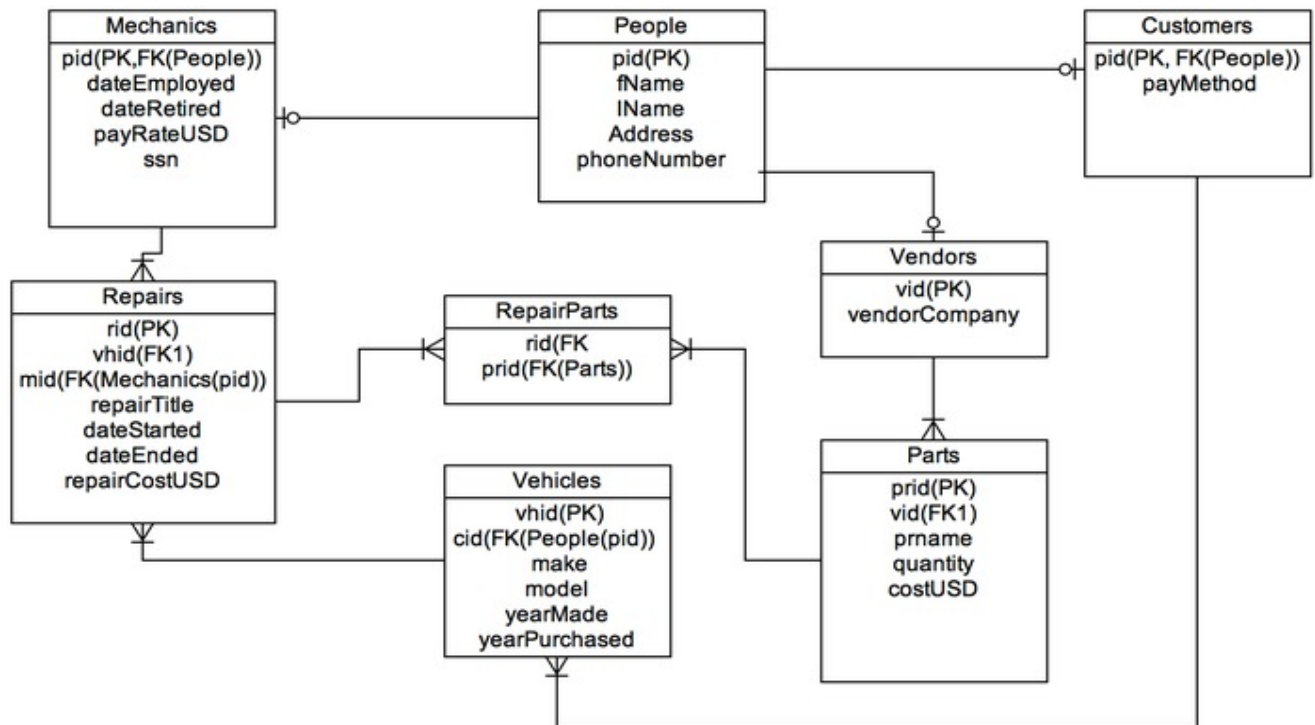 Mechanics
pid(PK,FK(People))
dateEmployed
dateRetired
payRateUSD
ssn
People
pid(PK)
fName
lName
Address
phoneNumber
Customers
pid(PK, FK(People))
payMethod
Vendors
vid(PK)
vendorCompany
Repairs
rid(PK)
vhid(FK1)
mid(FK(Mechanics(pid))
repairTitle
dateStarted
dateEnded
repairCostUSD
RepairParts
rid(FK
prid(FK(Parts))
Vehicles
vhid(PK)
cid(FK(People(pid))
make
model
yearMade
yearPurchased
Parts
prid(PK)
vid(FK1)
prname
quantity
costUSD